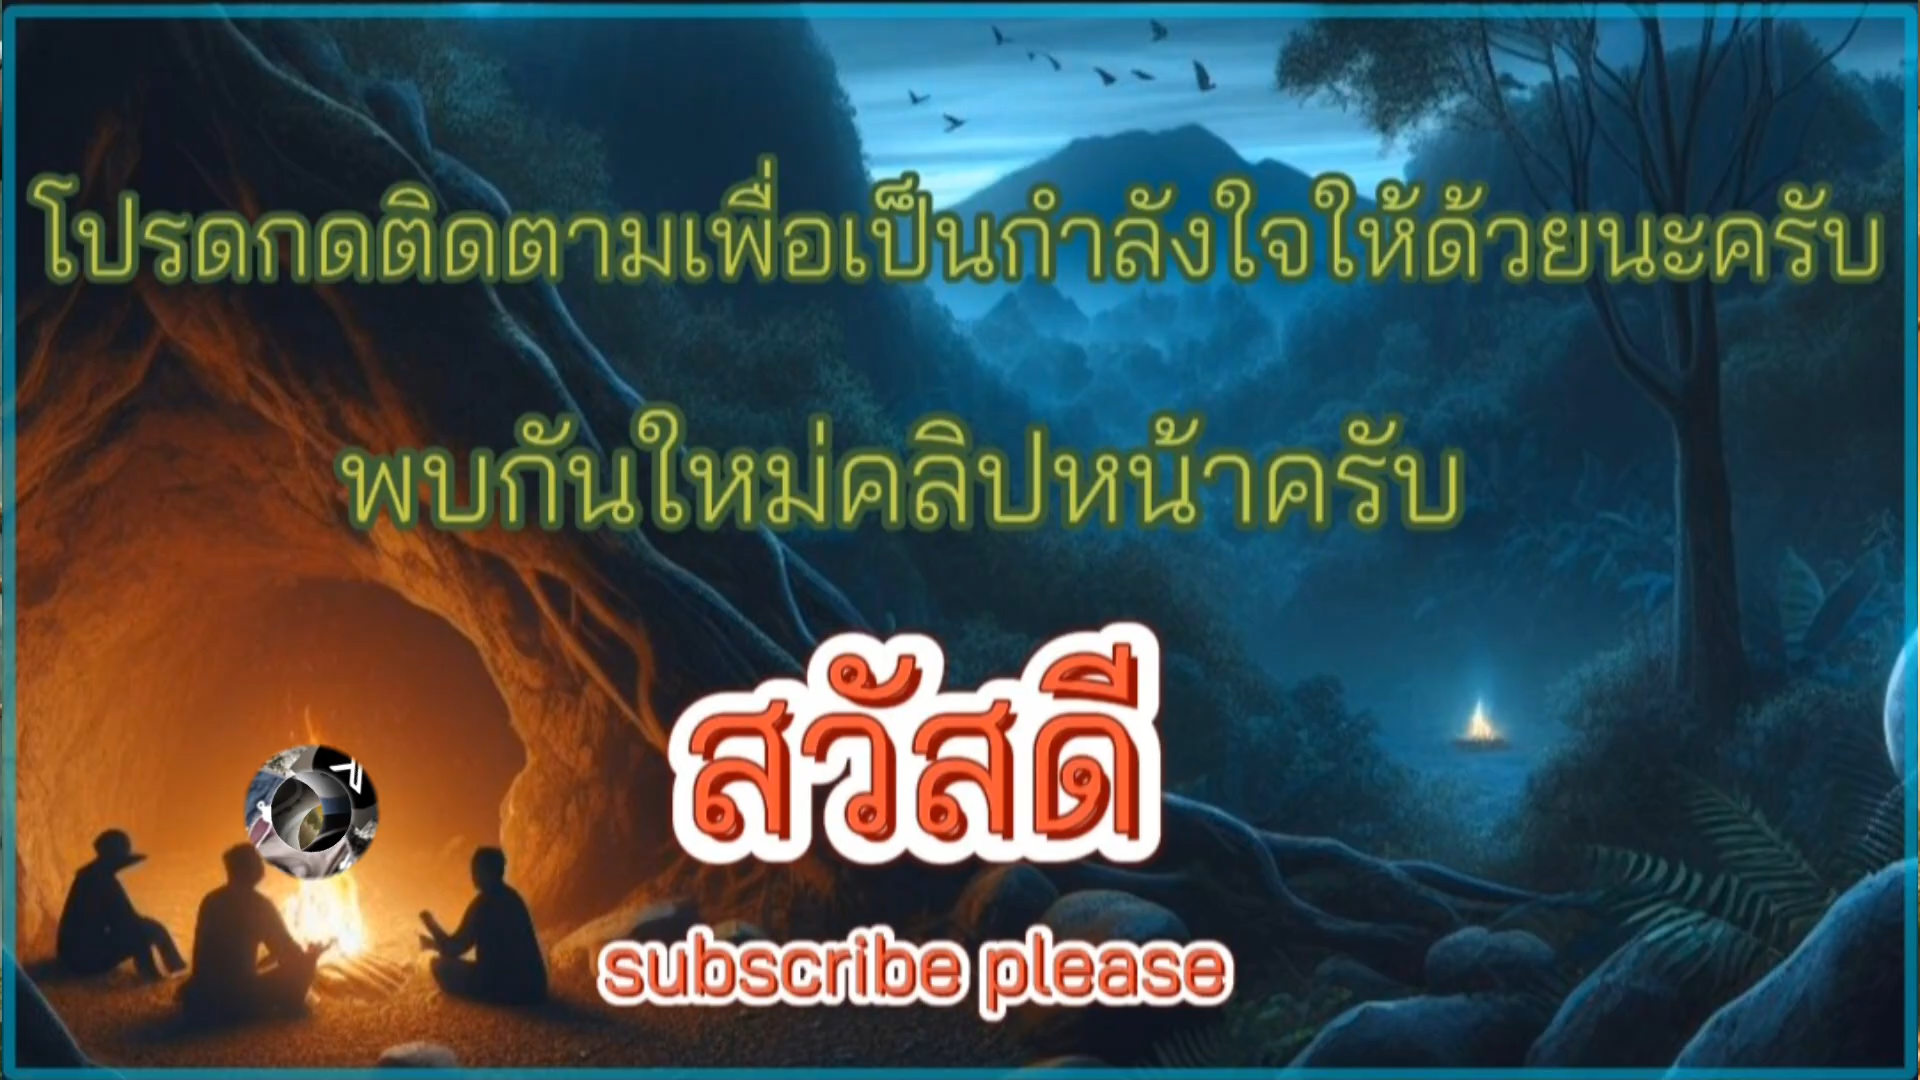 โปรดกดติดตามเพื่อเป็นกำลังใจให้ด้วยนะครับ
พบกันใหม่คลิปหน้าครับ
สวัสดี
subscribe please